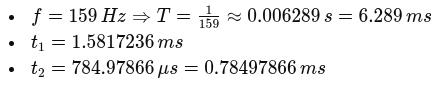 • f = 159 Hz ⇒ T = 1/159 ≈ 0.006289 s = 6.289 ms
• t₁ = 1.5817236 ms
• t₂ = 784.97866 μs = 0.78497866 ms